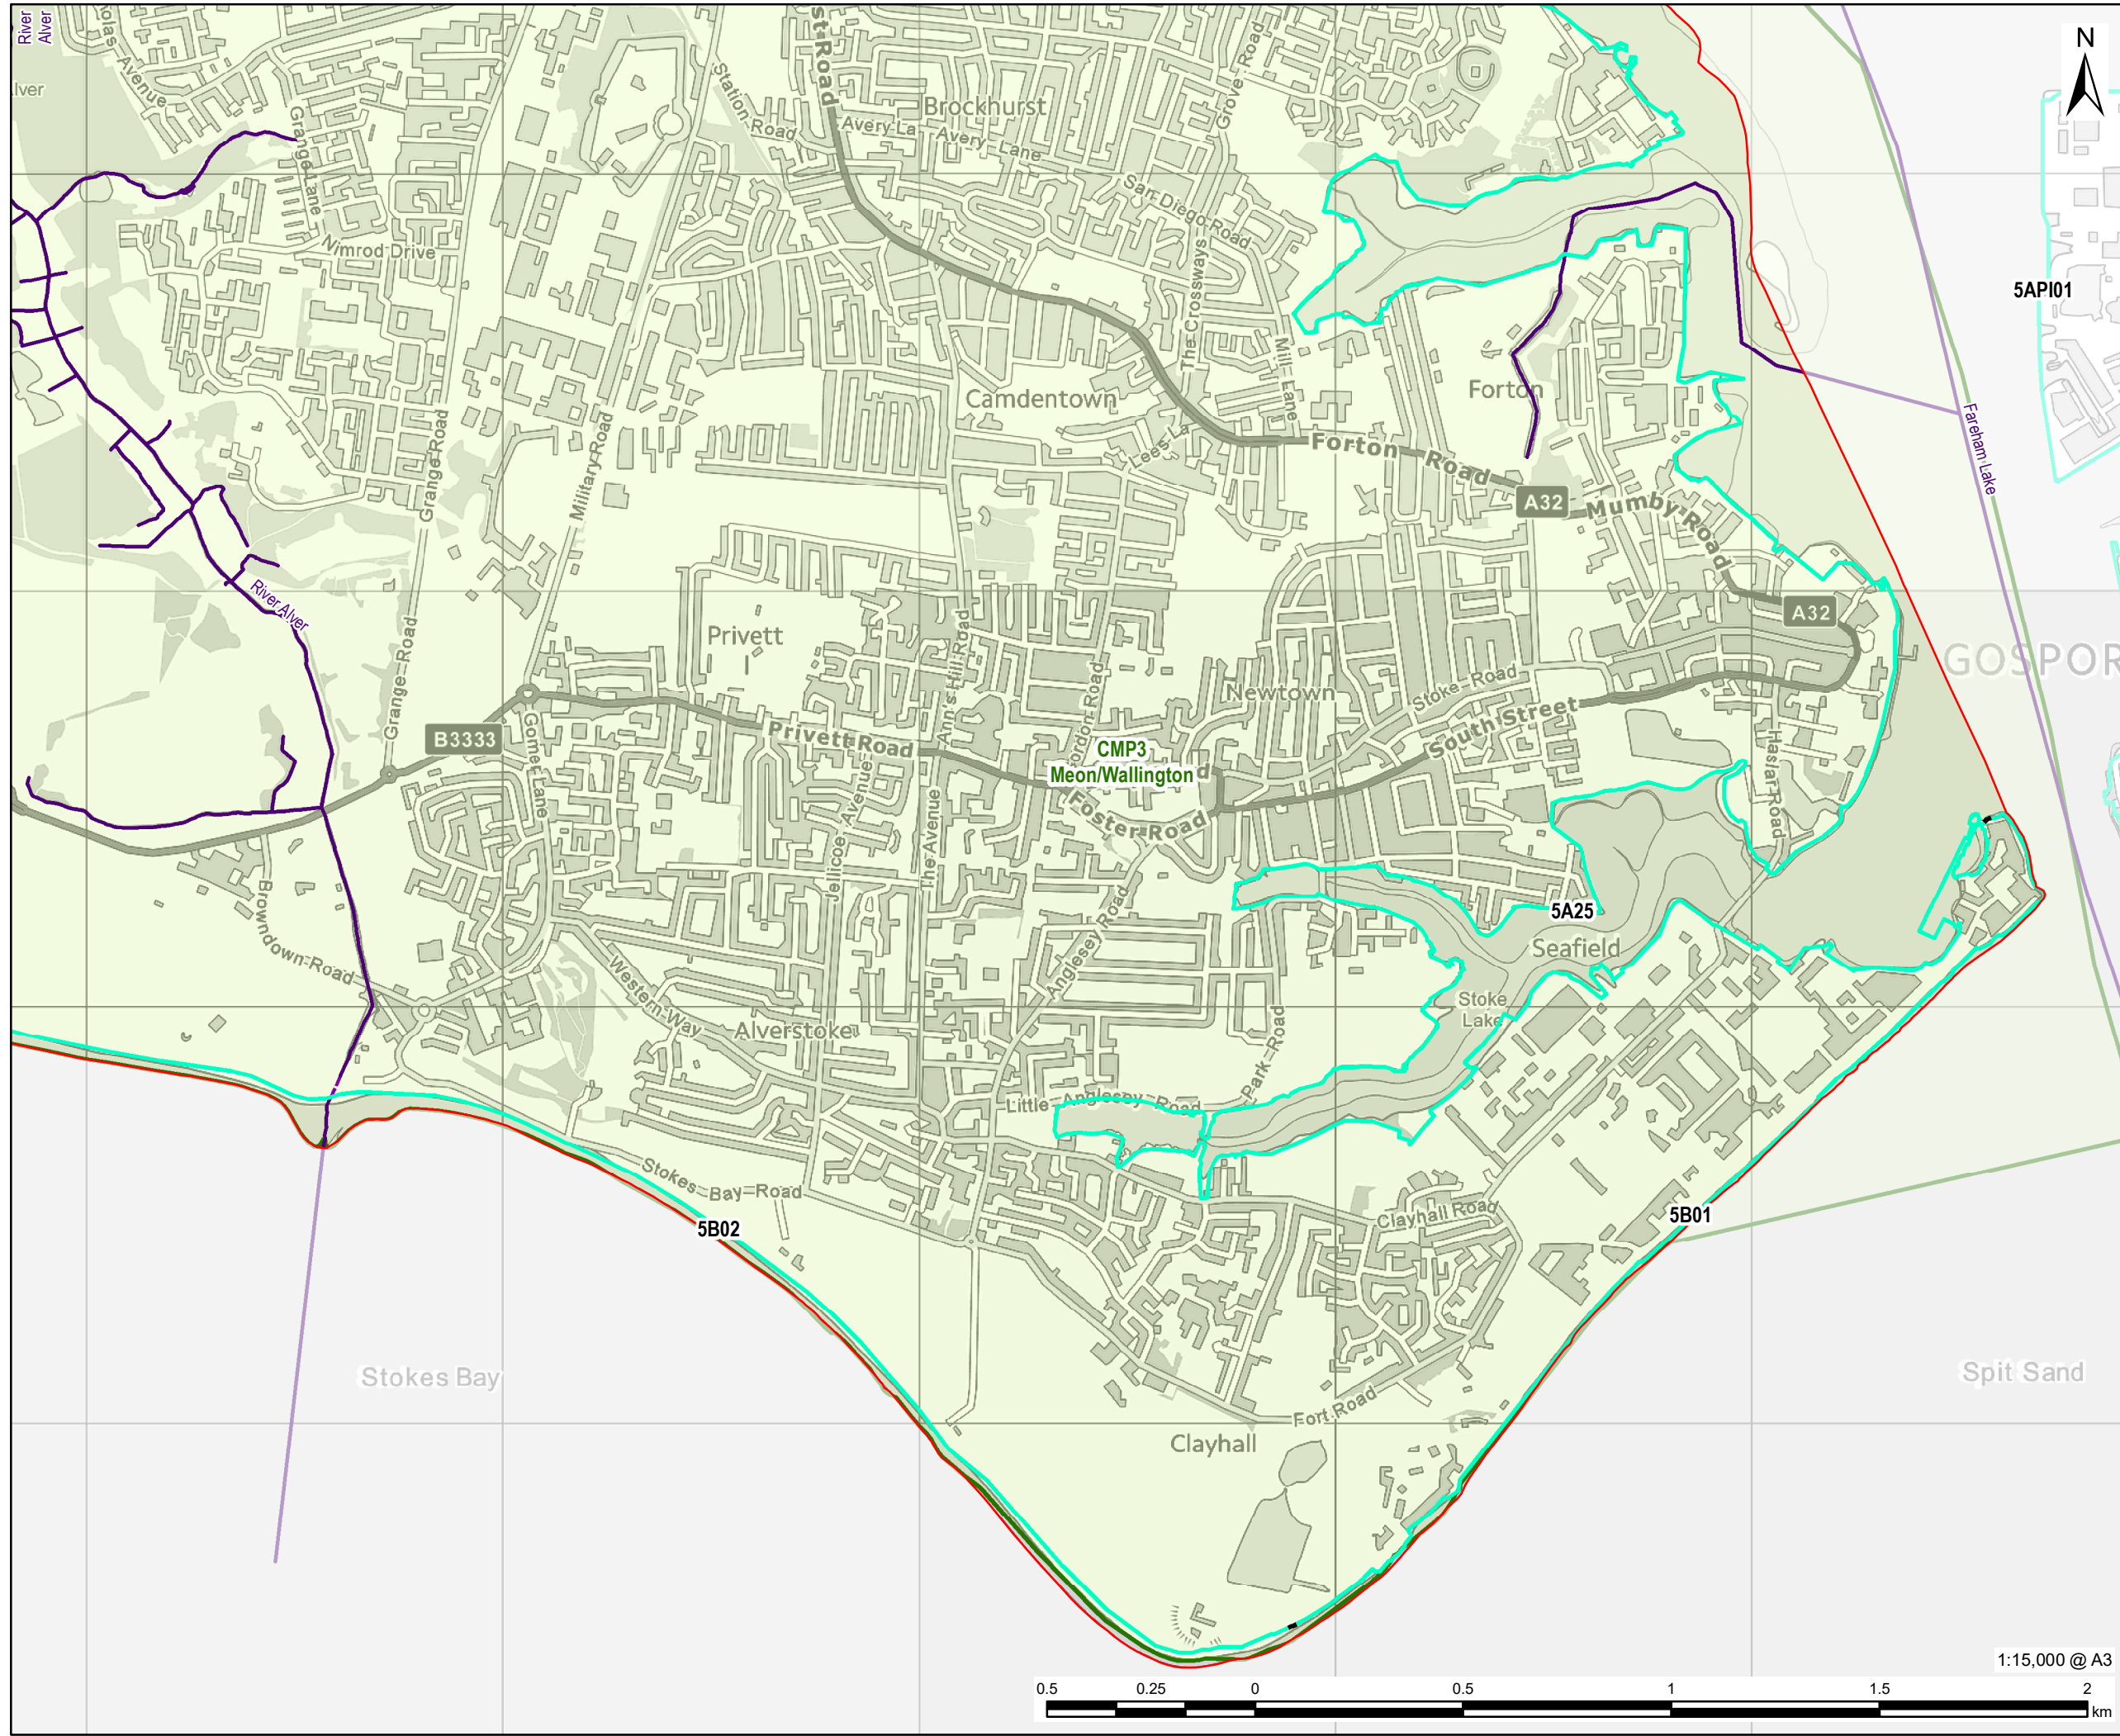 River
Alver
N
Avenue
Station Road
st Road
Brockhurst
Grove Road
Avery La
Avery Lane
Grange Lane
San Diego Road
Nimrod Drive
The Crossways
5API01
Mill Lane
Camdentown
Forton
Grange Road
Military Road
Lees La
Forton Road
Fareham Lake
A32
Mumby Road
River Alver
A32
Privett
Ann's Hill Road
GOSPOR
Grange Road
Gordon Road
Newtown
Stoke Road
B3333
Gomer Lane
Privett Road
South Street
CMP3
Meon/Wallington
Haslar Road
Jellicoe Avenue
The Avenue
Foster Road
Browndown Road
Anglesey Road
5A25
Seafield
Western Way
Stoke
Lake
Alverstoke
Park Road
Little Anglesey Road
Stokes Bay Road
Clayhall Road
5B02
5B01
Stokes Bay
Spit Sand
Fort Road
Clayhall
1:15,000 @ A3
0.5 0.25 0 0.5 1 1.5 2
km